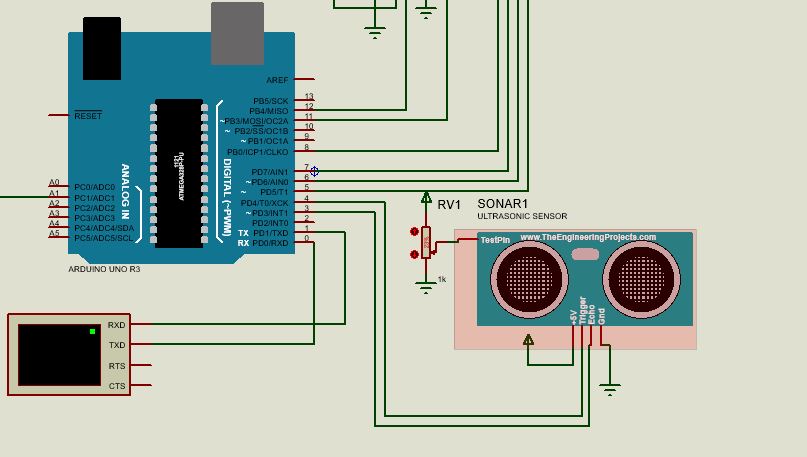 AREF
13
PB5/SCK
12
PB4/MISO
11
~PB3/MOSI/OC2A
10
~ PB2/SS/OC1B
9
~ PB1/OC1A
8
PB0/ICP1/CLKO
7
PD7/AIN1
6
~ PD6/AIN0
5
~ PD5/T1
4
PD4/T0/XCK
3
~ PD3/INT1
2
PD2/INT0
1
TX PD1/TXD
0
RX PD0/RXD
RESET
ATMEGA328P-PU
1121
DIGITAL (~PWM)
ANALOG IN
A0
PC0/ADC0
A1
PC1/ADC1
A2
PC2/ADC2
A3
PC3/ADC3
A4
PC4/ADC4/SDA
A5
PC5/ADC5/SCL
ARDUINO UNO R3
RV1
1k
SONAR1
ULTRASONIC SENSOR
TestPin
www.TheEngineeringProjects.com
+5V
Trigger
Echo
Gnd
RXD
TXD
RTS
CTS